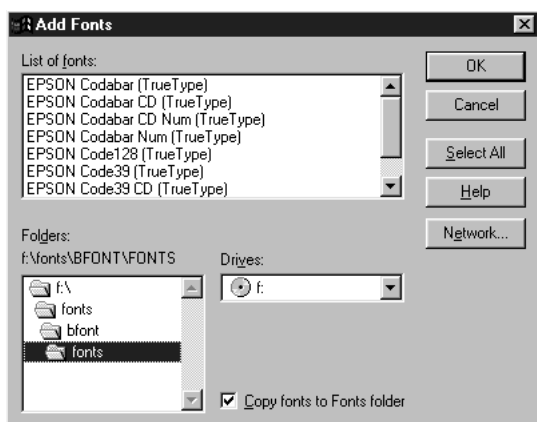 Add Fonts
List of fonts:
EPSON Codabar (TrueType)
EPSON Codabar CD (TrueType)
EPSON Codabar CD Num (TrueType)
EPSON Codabar Num (TrueType)
EPSON Code128 (TrueType)
EPSON Code39 (TrueType)
EPSON Code39 CD (TrueType)
OK
Cancel
Select All
Help
Network...
Folders:
f:\fonts\BFONT\FONTS
f:\
fonts
bfont
fonts
Drives:
f:
Copy fonts to Fonts folder